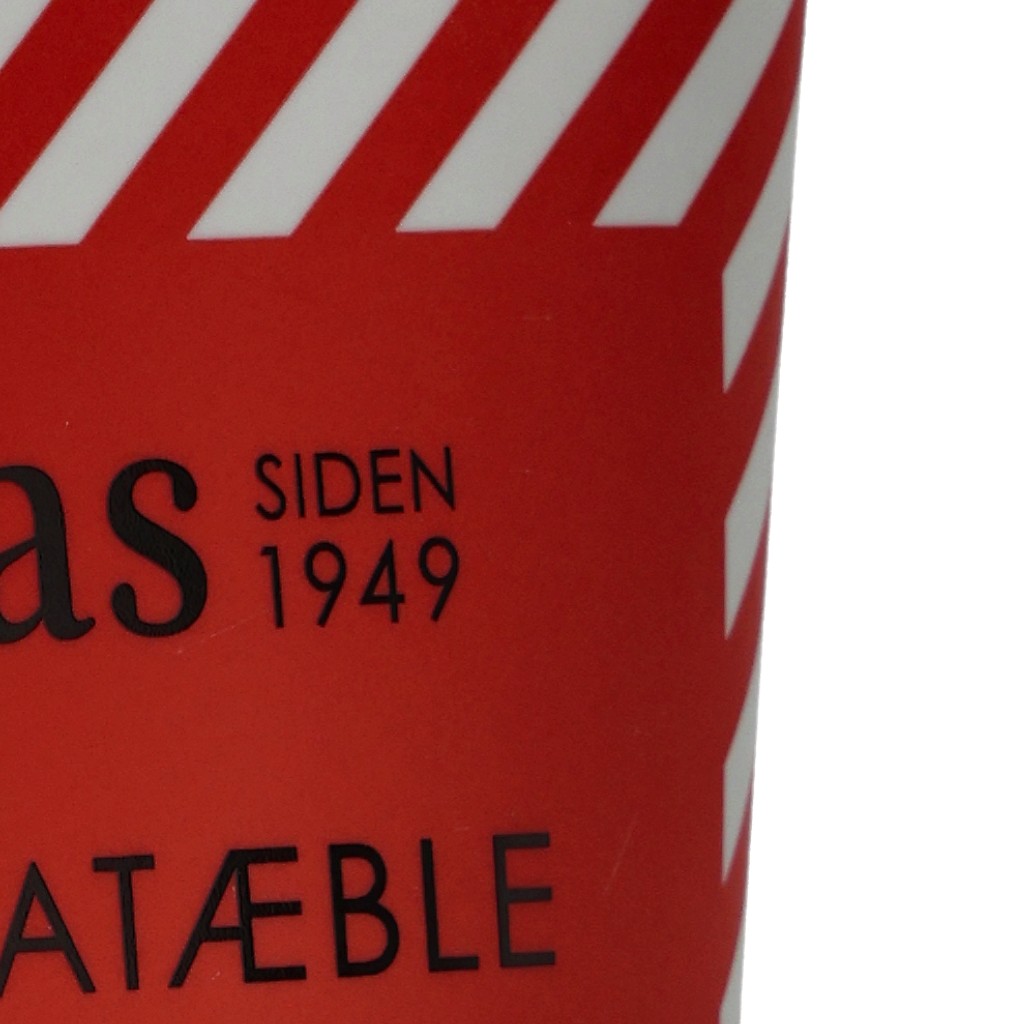 as
SIDEN
1949
ATÆBLE